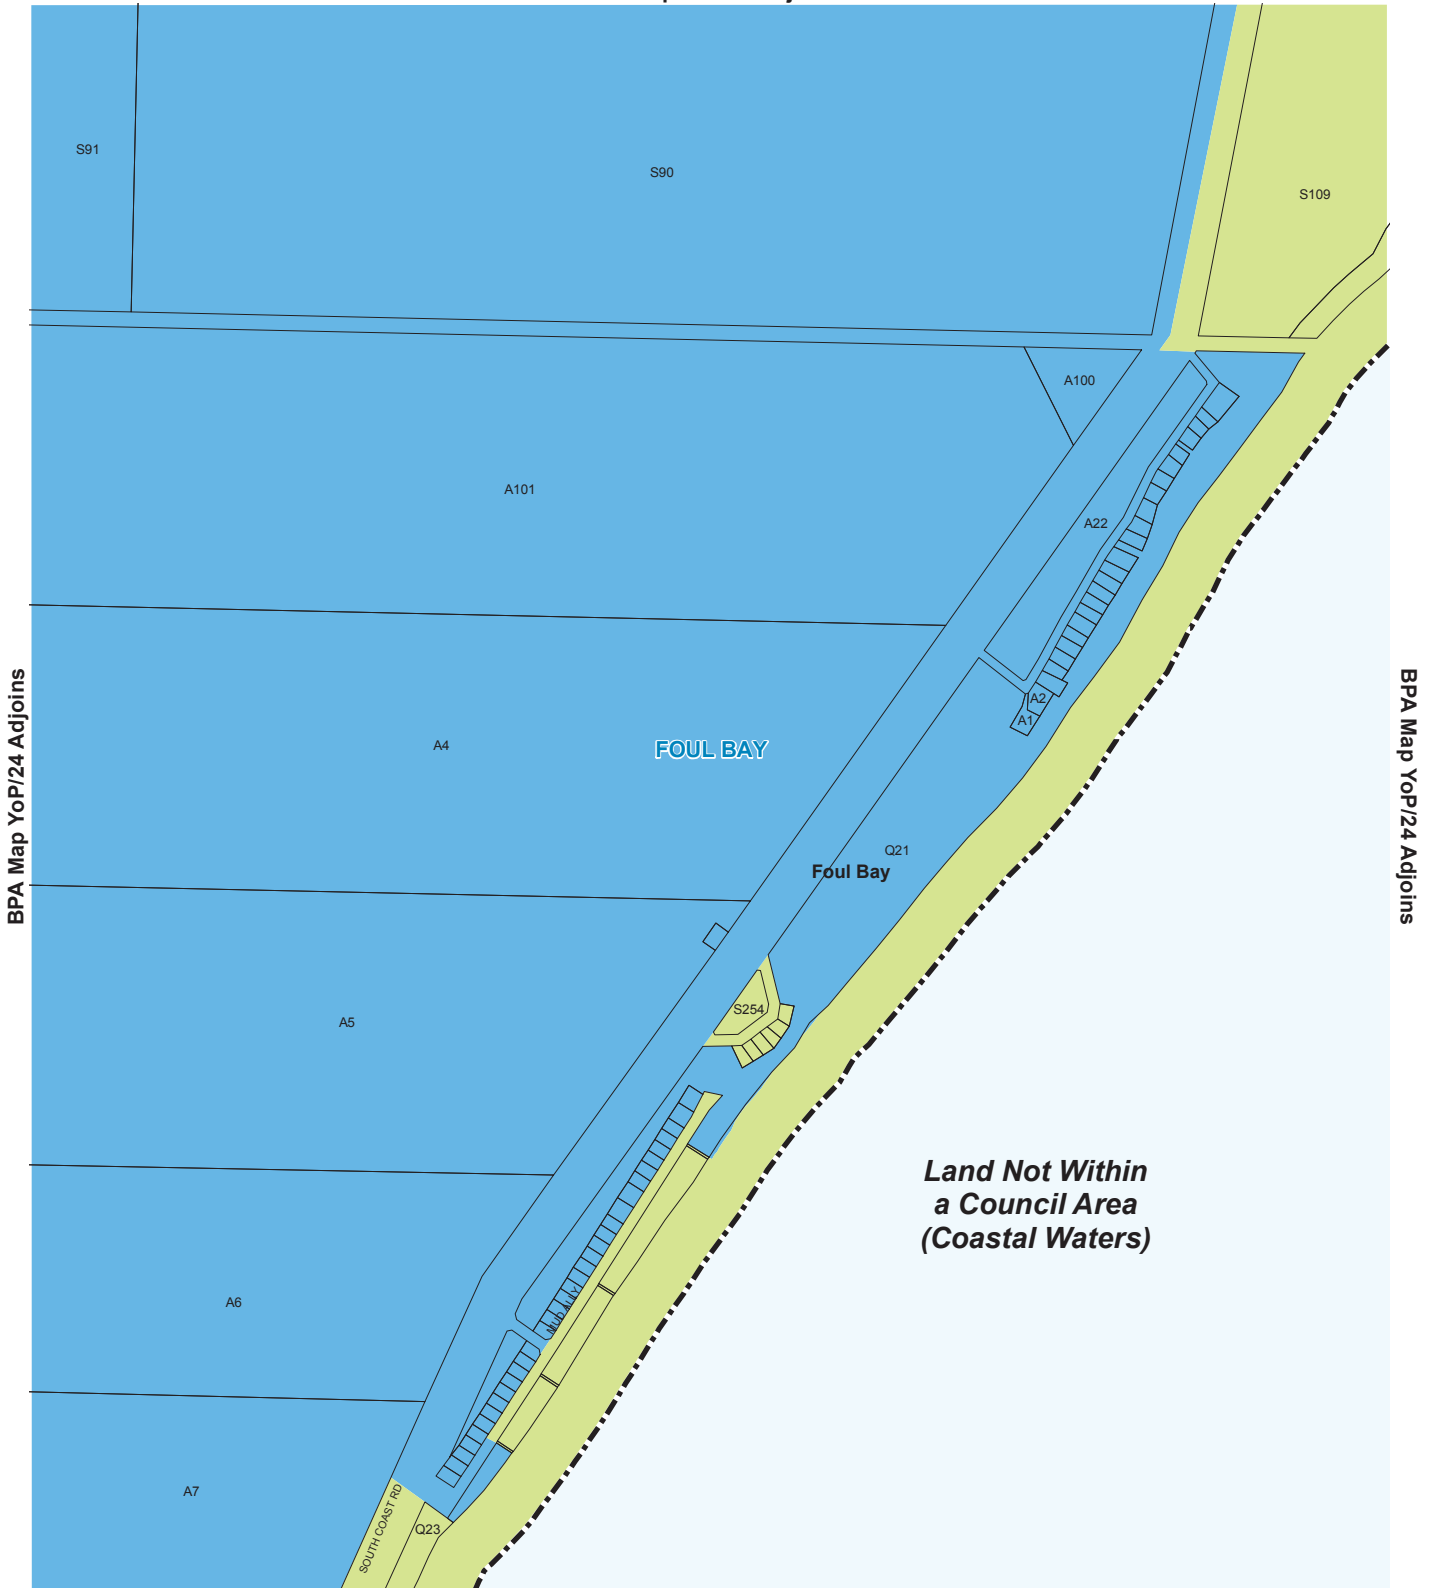 S91
S90
S109
A100
A101
A22
A2
A1
A4
FOUL BAY
BPA Map YoP/24 Adjoins
BPA Map YoP/24 Adjoins
Q21
Foul Bay
S254
A5
Land Not Within
a Council Area
(Coastal Waters)
A6
MUD ALLY
A7
SOUTH COAST RD
Q23